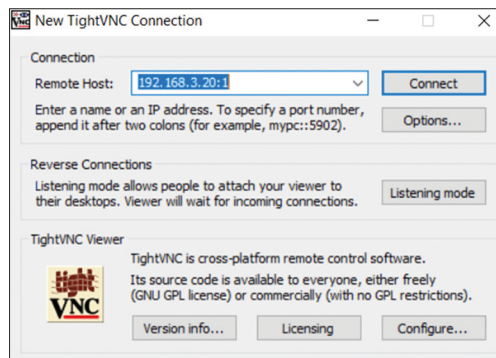 New TightVNC Connection
Connection
Remote Host: 192.168.3.20:1 Connect
Enter a name or an IP address. To specify a port number,
append it after two colons (for example, mypc::5902).
Options...
Reverse Connections
Listening mode allows people to attach your viewer to
their desktops. Viewer will wait for incoming connections.
Listening mode
TightVNC Viewer
TightVNC is cross-platform remote control software.
Its source code is available to everyone, either freely
(GNU GPL license) or commercially (with no GPL restrictions).
tight
VNC
Version info... Licensing Configure...